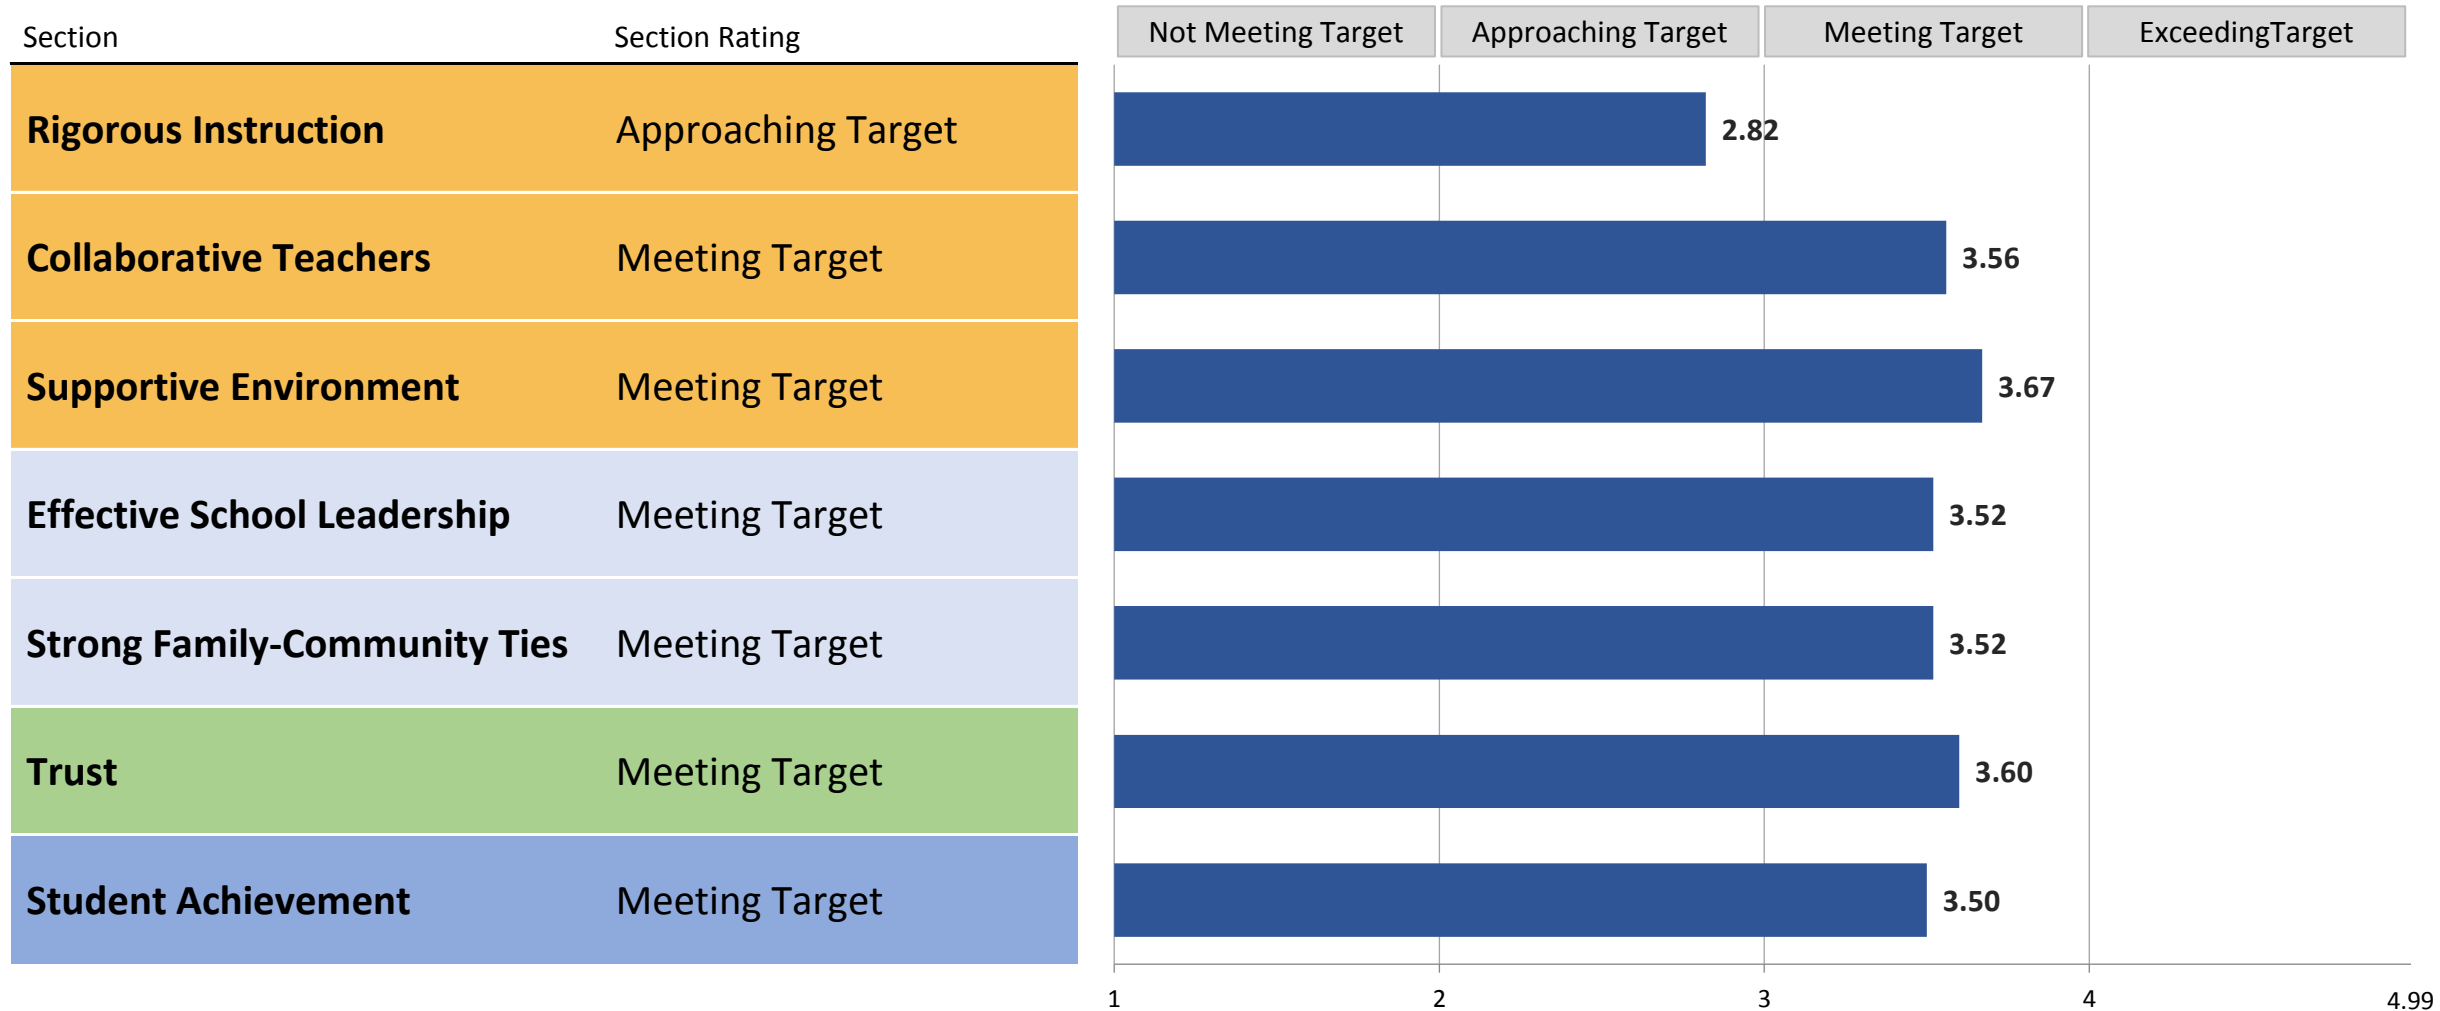 Section Section Rating Not Meeting Target Approaching Target Meeting Target ExceedingTarget
Rigorous Instruction Approaching Target 2.82
Collaborative Teachers Meeting Target 3.56
Supportive Environment Meeting Target 3.67
Effective School Leadership Meeting Target 3.52
Strong Family-Community Ties Meeting Target 3.52
Trust Meeting Target 3.60
Student Achievement Meeting Target 3.50
1 2 3 4 4.99